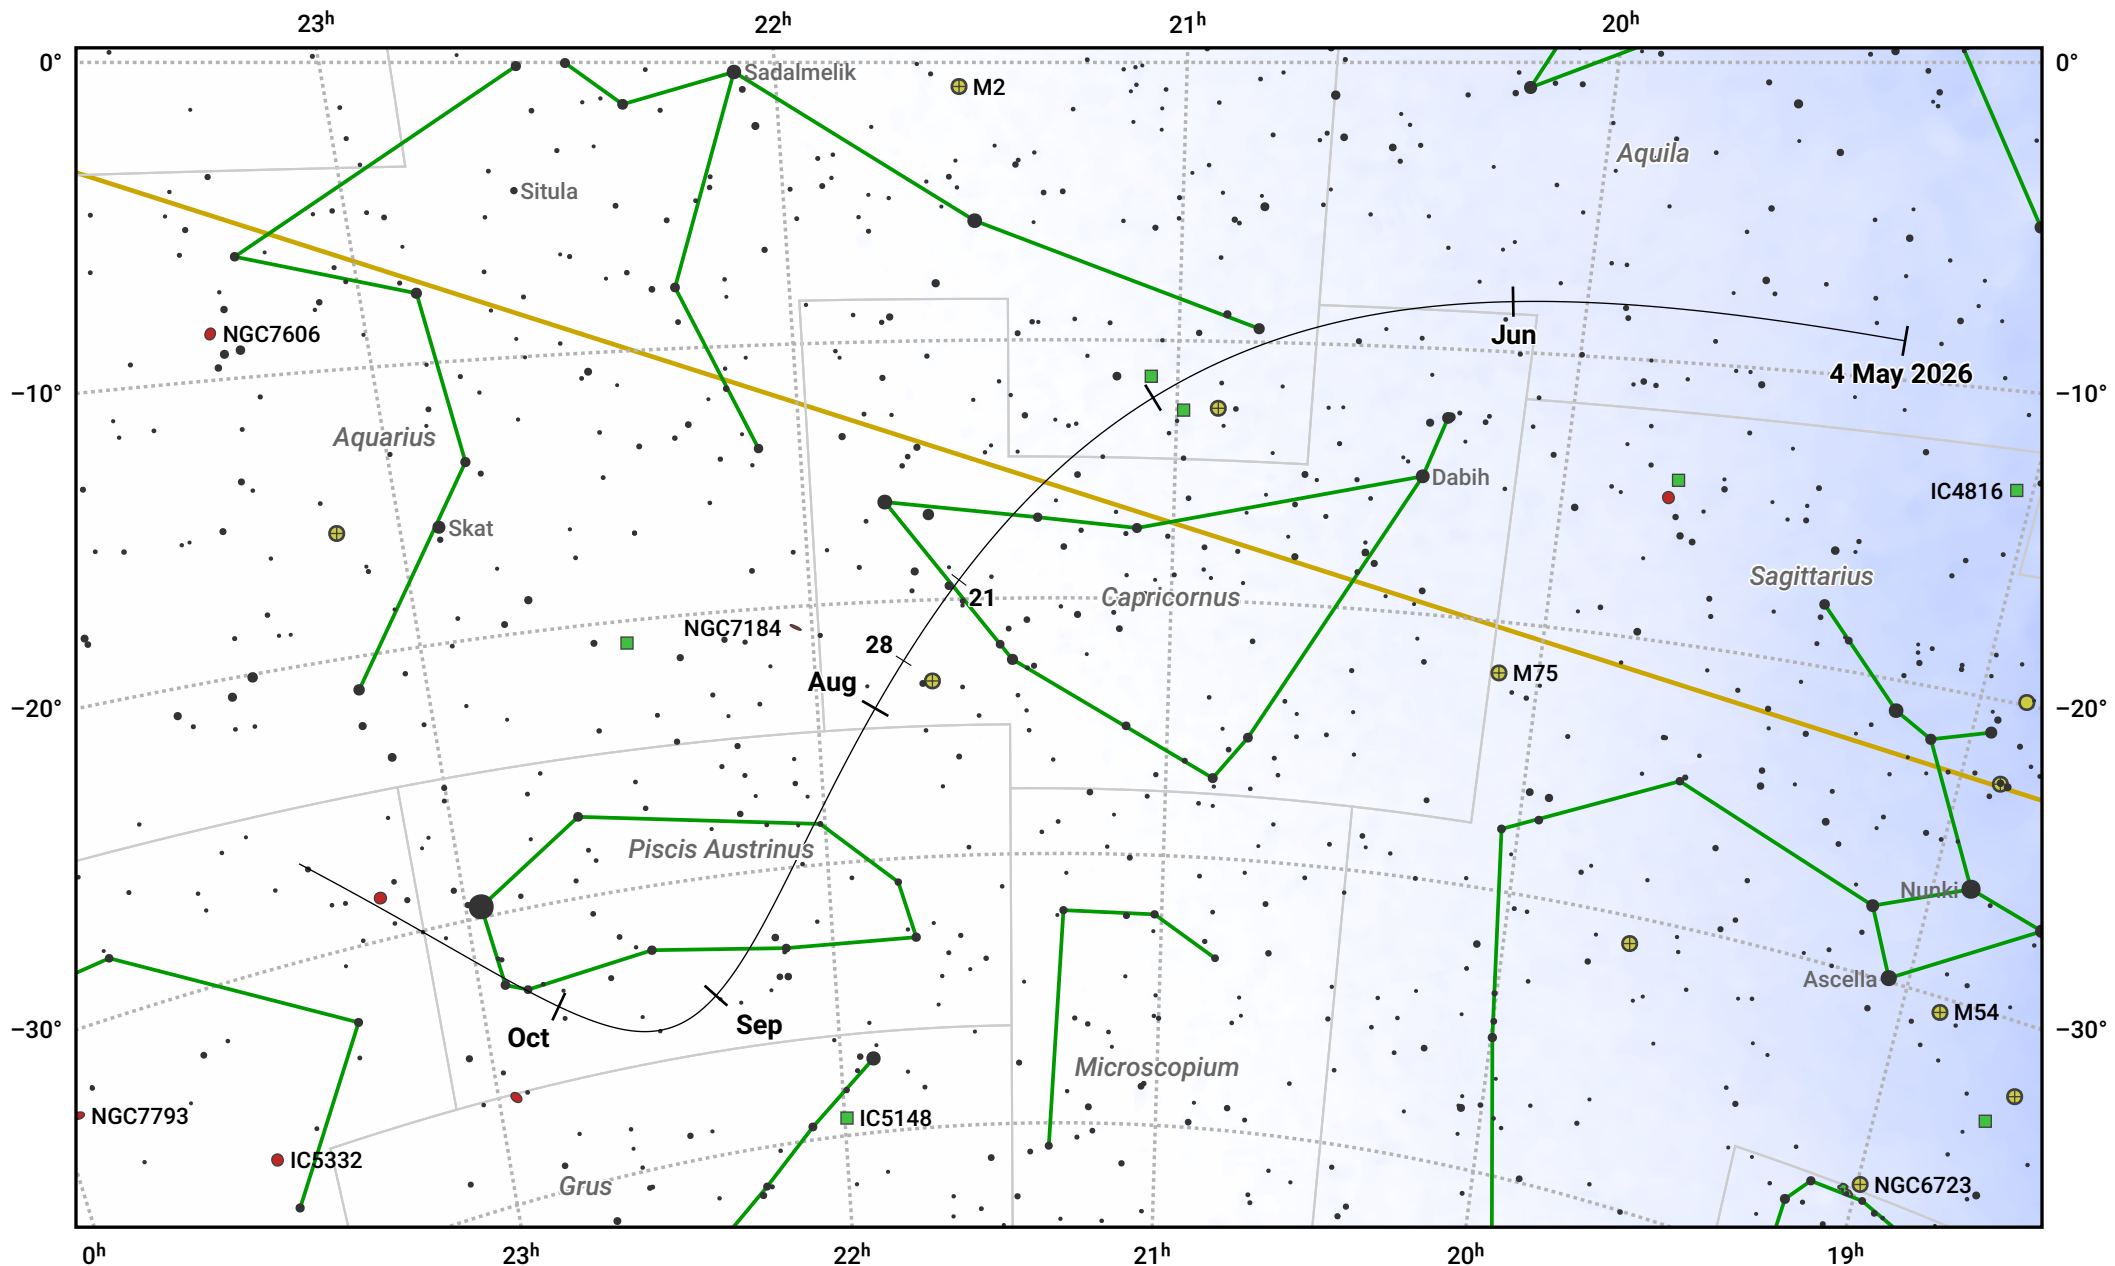 23h 22h 21h 20h
0° 0°
Sadalmelik
M2
Aquila
Situla
NGC7606
Jun
4 May 2026
−10° −10°
Aquarius
Dabih
IC4816
Skat
Sagittarius
21
Capricornus
NGC7184
28
M75
Aug
−20° −20°
Piscis Austrinus
Nunki
Ascella
M54
Sep
−30° −30°
Oct
Microscopium
NGC7793
IC5148
IC5332
Grus
NGC6723
0h 23h 22h 21h 20h 19h